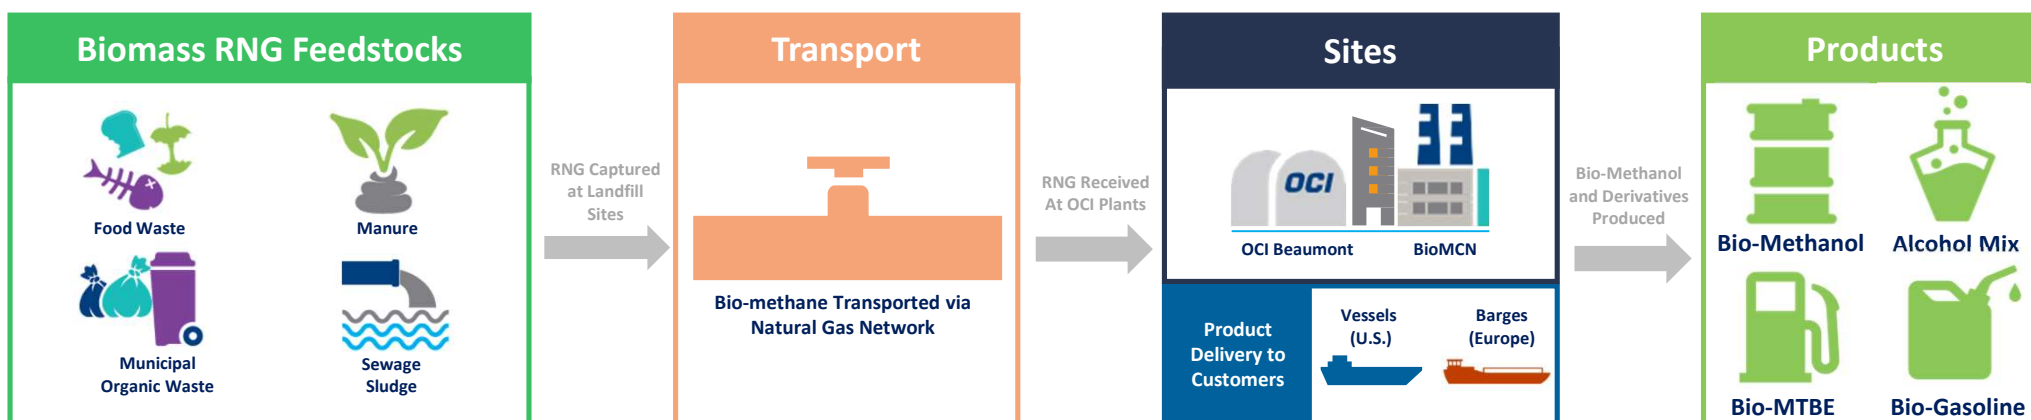 Biomass RNG Feedstocks
Food Waste
Manure
Municipal
Organic Waste
Sewage
Sludge
RNG Captured
at Landfill
Sites
Transport
Bio-methane Transported via
Natural Gas Network
RNG Received
At OCI Plants
Sites
OCI
OCI Beaumont
BioMCN
Product
Delivery to
Customers
Vessels
(U.S.)
Barges
(Europe)
Bio-Methanol
and Derivatives
Produced
Products
Bio-Methanol
Alcohol Mix
Bio-MTBE
Bio-Gasoline